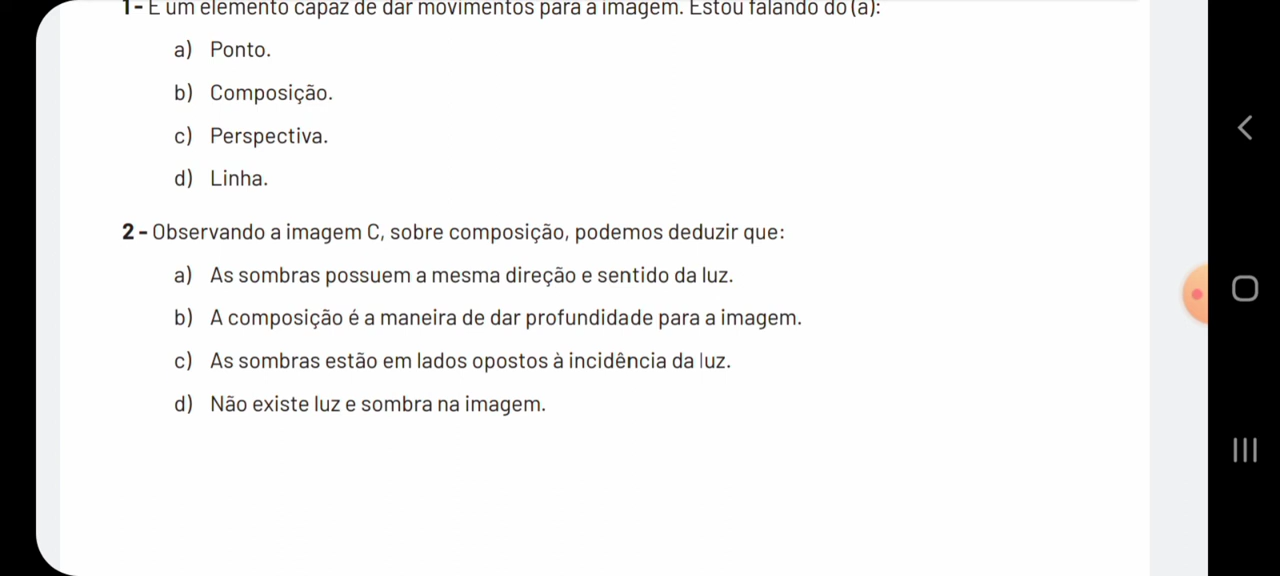 1 - É um elemento capaz de dar movimentos para a imagem. Estou falando do (a):
a) Ponto.
b) Composição.
c) Perspectiva.
d) Linha.
2 - Observando a imagem C, sobre composição, podemos deduzir que:
a) As sombras possuem a mesma direção e sentido da luz.
b) A composição é a maneira de dar profundidade para a imagem.
c) As sombras estão em lados opostos à incidência da luz.
d) Não existe luz e sombra na imagem.